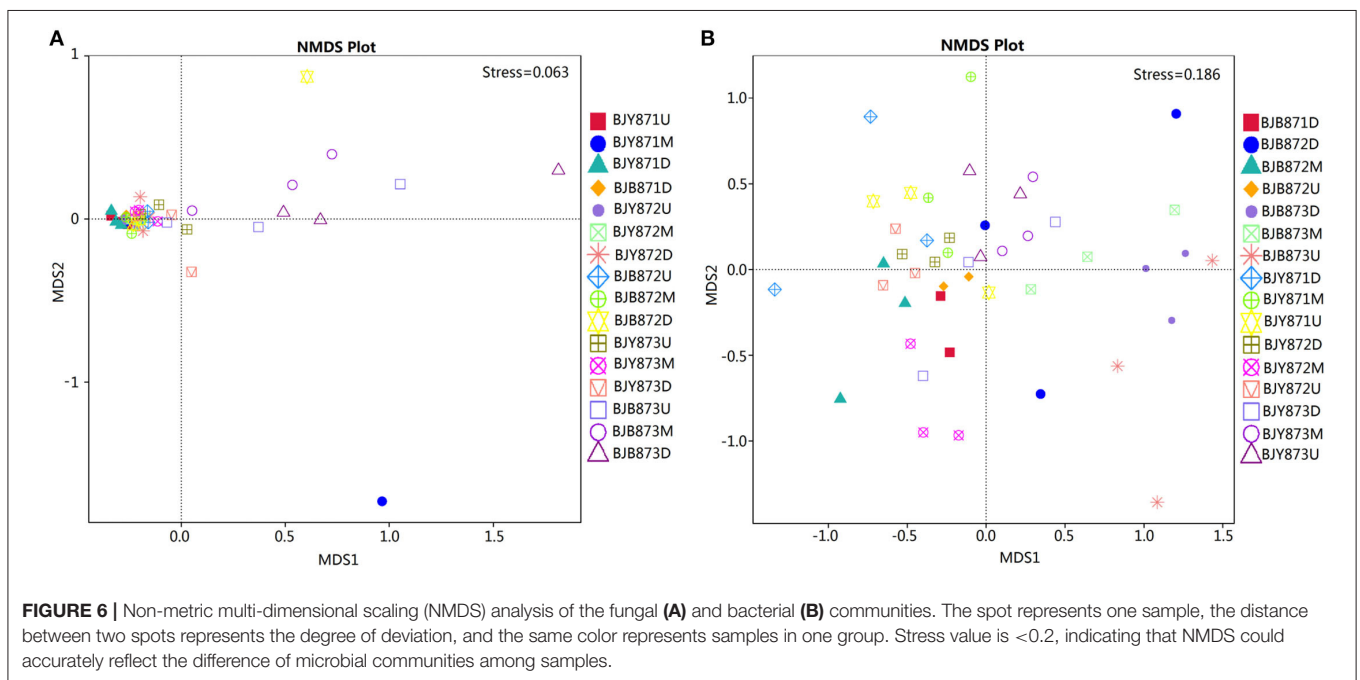 A
NMDS Plot
Stress=0.063
1
0
-1
MDS2
0.0
0.5
1.0
1.5
MDS1
BJY871U
BJY871M
BJY871D
BJB871D
BJY872U
BJY872M
BJY872D
BJB872U
BJB872M
BJB872D
BJY873U
BJY873M
BJY873D
BJB873U
BJB873M
BJB873D
B
NMDS Plot
Stress=0.186
1.0
0.5
0.0
-0.5
-1.0
MDS2
-1.0
-0.5
0.0
0.5
1.0
1.5
MDS1
BJB871D
BJB872D
BJB872M
BJB872U
BJB873D
BJB873M
BJB873U
BJY871D
BJY871M
BJY871U
BJY872D
BJY872M
BJY872U
BJY873D
BJY873M
BJY873U
FIGURE 6 | Non-metric multi-dimensional scaling (NMDS) analysis of the fungal (A) and bacterial (B) communities. The spot represents one sample, the distance
between two spots represents the degree of deviation, and the same color represents samples in one group. Stress value is <0.2, indicating that NMDS could
accurately reflect the difference of microbial communities among samples.